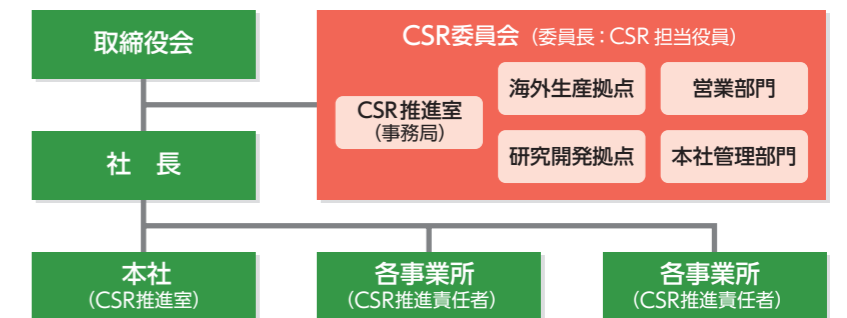 取締役会
CSR委員会（委員長：CSR担当役員）
CSR推進室
（事務局）
海外生産拠点
営業部門
研究開発拠点
本社管理部門
社　長
本社
（CSR推進室）
各事業所
（CSR推進責任者）
各事業所
（CSR推進責任者）